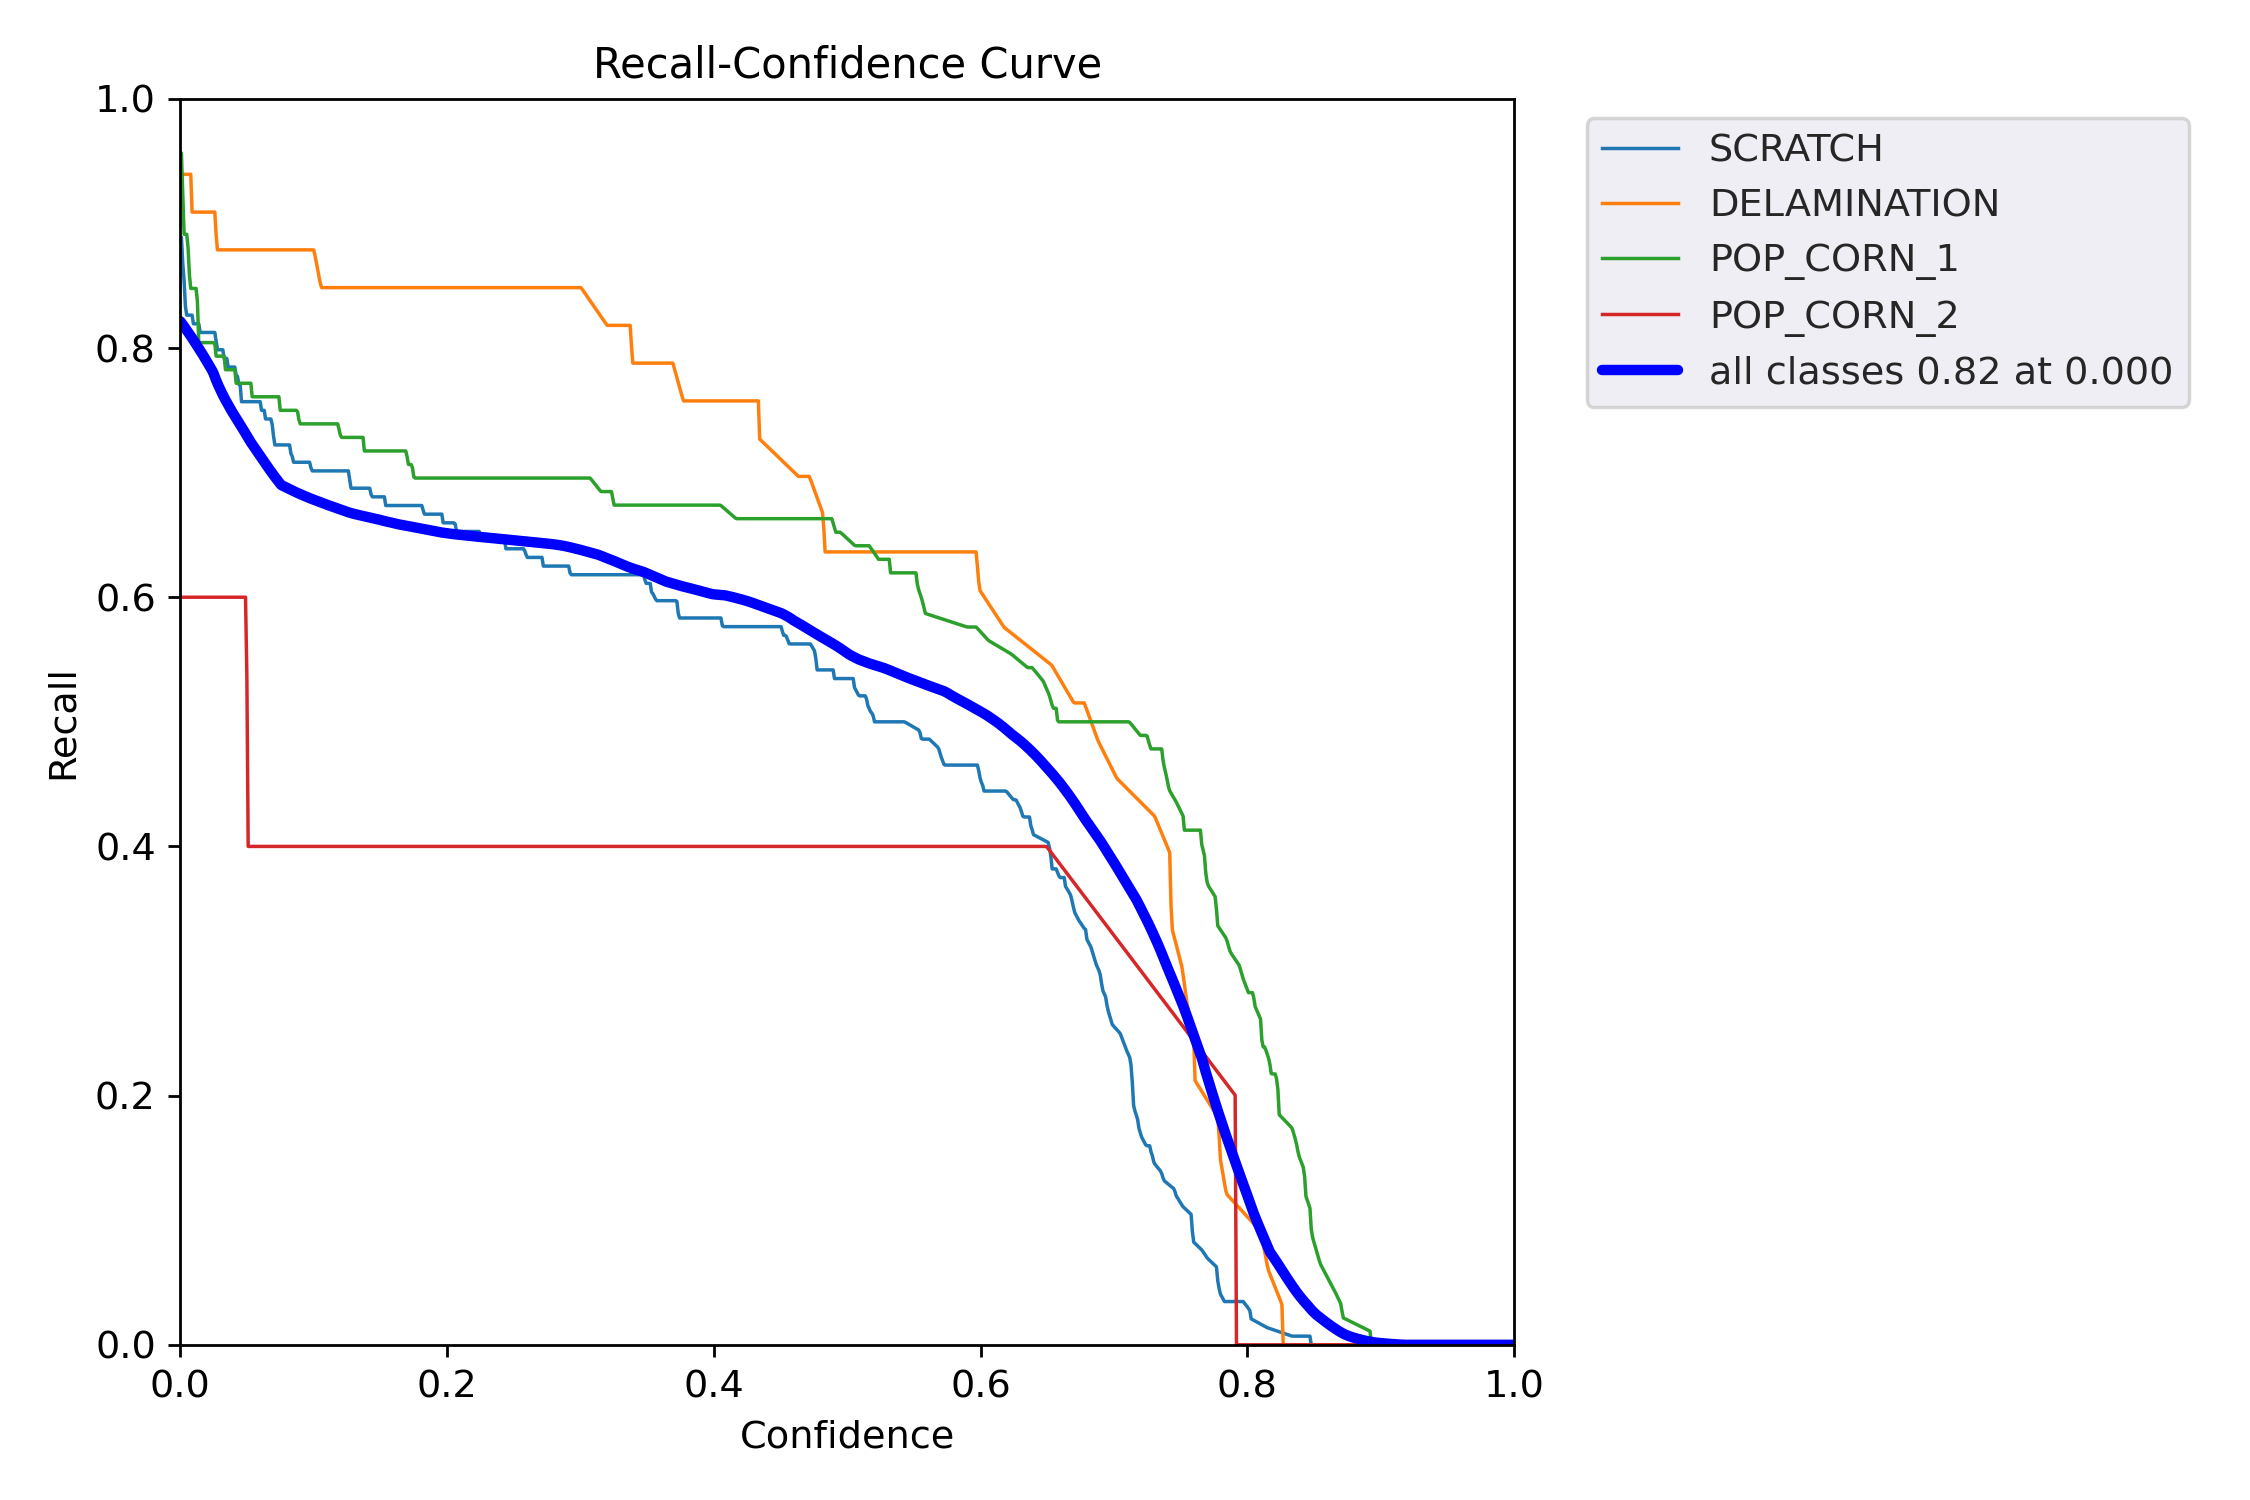 Recall-Confidence Curve
1.0
0.8
0.6
0.4
0.2
0.0
Recall
0.0 0.2 0.4 0.6 0.8 1.0
Confidence
SCRATCH
DELAMINATION
POP_CORN_1
POP_CORN_2
all classes 0.82 at 0.000